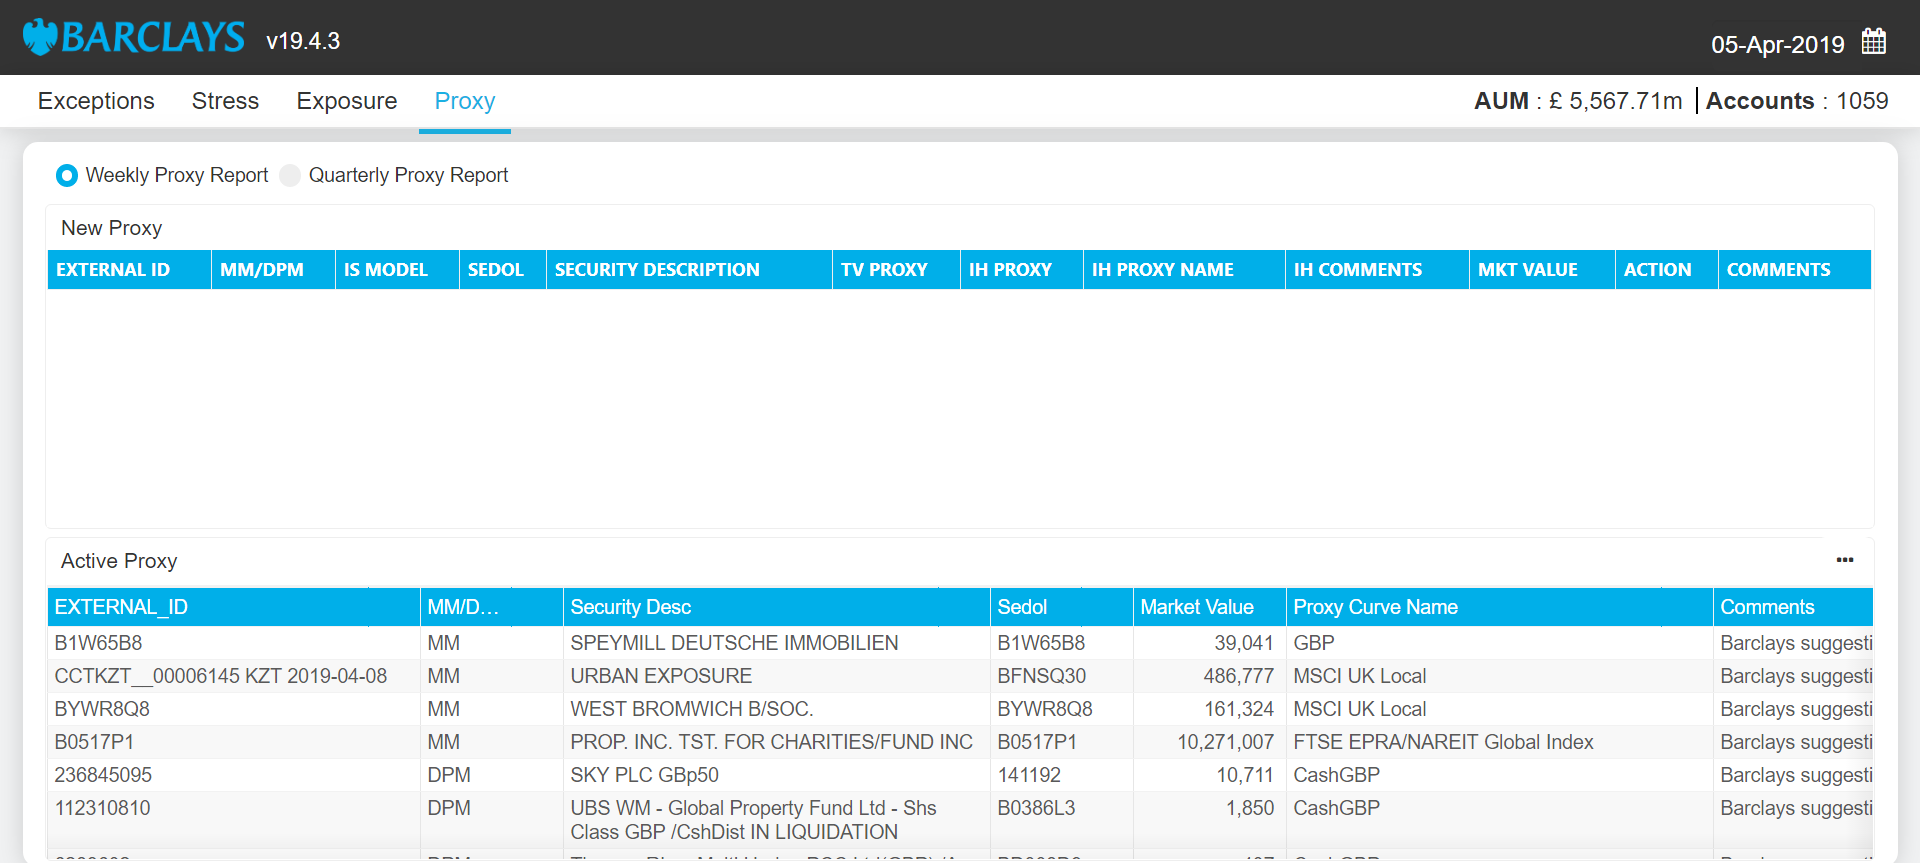 BARCLAYS v19.4.3
05-Apr-2019
Exceptions Stress Exposure Proxy
AUM : £ 5,567.71m | Accounts : 1059
Weekly Proxy Report Quarterly Proxy Report
New Proxy
EXTERNAL ID MM/DPM IS MODEL SEDOL SECURITY DESCRIPTION TV PROXY IH PROXY IH PROXY NAME IH COMMENTS MKT VALUE ACTION COMMENTS
Active Proxy
EXTERNAL_ID MM/D... Security Desc Sedol Market Value Proxy Curve Name Comments
B1W65B8 MM SPEYMILL DEUTSCHE IMMOBILIEN B1W65B8 39,041 GBP Barclays suggesti
CCTKZT__00006145 KZT 2019-04-08 MM URBAN EXPOSURE BFNSQ30 486,777 MSCI UK Local Barclays suggesti
BYWR8Q8 MM WEST BROMWICH B/SOC. BYWR8Q8 161,324 MSCI UK Local Barclays suggesti
B0517P1 MM PROP. INC. TST. FOR CHARITIES/FUND INC B0517P1 10,271,007 FTSE EPRA/NAREIT Global Index Barclays suggesti
236845095 DPM SKY PLC GBp50 141192 10,711 CashGBP Barclays suggesti
112310810 DPM UBS WM - Global Property Fund Ltd - Shs B0386L3 1,850 CashGBP Barclays suggesti
Class GBP /CshDist IN LIQUIDATION